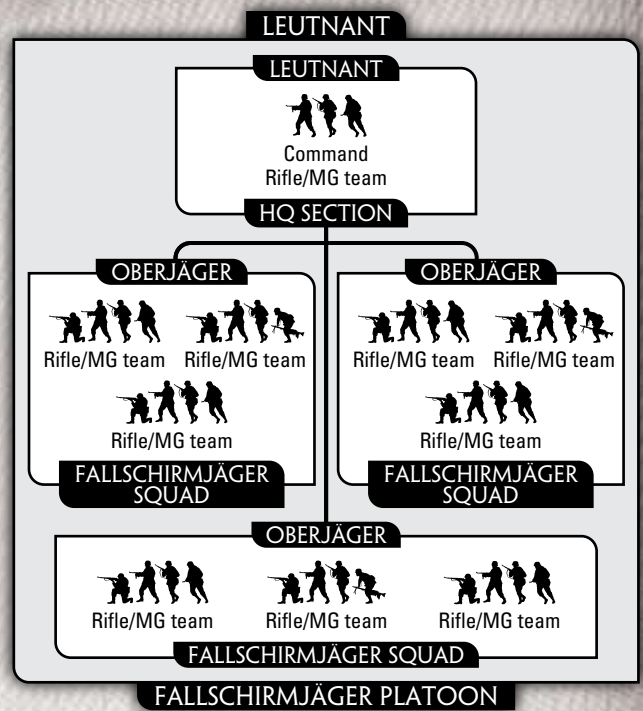 LEUTNANT
LEUTNANT
Command
Rifle/MG team
HQ SECTION
OBERJÄGER
Rifle/MG team
Rifle/MG team
Rifle/MG team
FALLSCHIRMJÄGER
SQUAD
OBERJÄGER
Rifle/MG team
Rifle/MG team
Rifle/MG team
FALLSCHIRMJÄGER
SQUAD
OBERJÄGER
Rifle/MG team
Rifle/MG team
Rifle/MG team
FALLSCHIRMJÄGER SQUAD
FALLSCHIRMJÄGER PLATOON